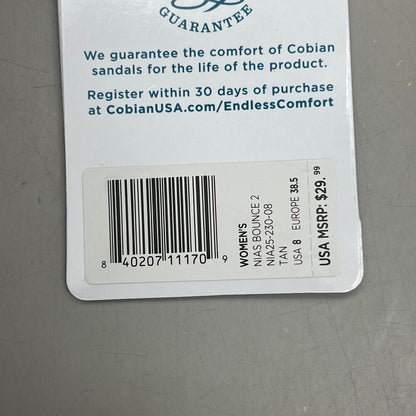 GUARANTEE
We guarantee the comfort of Cobian
sandals for the life of the product.
Register within 30 days of purchase
at CobianUSA.com/EndlessComfort
8 40207 11170 9
WOMEN'S
NIAS BOUNCE 2
NIA25-230-08
TAN
USA 8 EUROPE 38.5
USA MSRP: $29.99